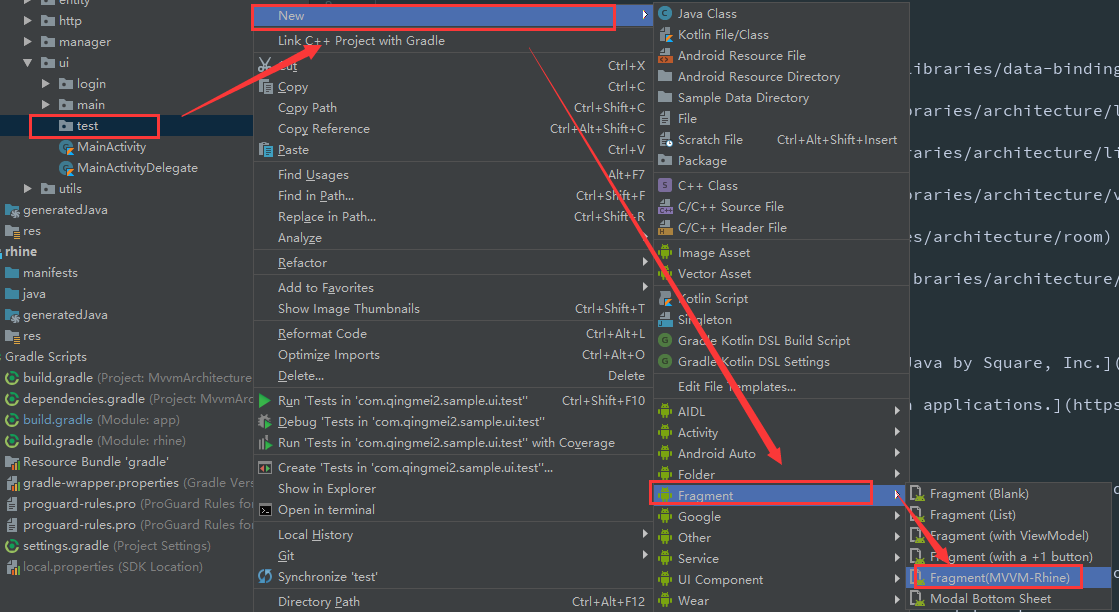 entity
http
manager
ui
login
main
test
MainActivity
MainActivityDelegate
utils
generatedJava
res
rhine
manifests
java
generatedJava
res
Gradle Scripts
build.gradle (Project: MvvmArchitecture
dependencies.gradle (Project: MvvmArc
build.gradle (Module: app)
build.gradle (Module: rhine)
Resource Bundle 'gradle'
gradle-wrapper.properties (Gradle Vers
proguard-rules.pro (ProGuard Rules for
proguard-rules.pro (ProGuard Rules for
settings.gradle (Project Settings)
local.properties (SDK Location)
New
Link C++ Project with Gradle
Cut Ctrl+X
Copy Ctrl+C
Copy Path Ctrl+Shift+C
Copy Reference Ctrl+Alt+Shift+C
Paste Ctrl+V
Find Usages Alt+F7
Find in Path... Ctrl+Shift+F
Replace in Path... Ctrl+Shift+R
Analyze
Refactor
Add to Favorites
Show Image Thumbnails Ctrl+Shift+T
Reformat Code Ctrl+Alt+L
Optimize Imports Ctrl+Alt+O
Delete... Delete
Run 'Tests in 'com.qingmei2.sample.ui.test'' Ctrl+Shift+F10
Debug 'Tests in 'com.qingmei2.sample.ui.test''
Run 'Tests in 'com.qingmei2.sample.ui.test'' with Coverage
Create 'Tests in 'com.qingmei2.sample.ui.test''...
Show in Explorer
Open in terminal
Local History
Git
Synchronize 'test'
Directory Path Ctrl+Alt+F12
Java Class
Kotlin File/Class
Android Resource File
Android Resource Directory
Sample Data Directory
File
Scratch File Ctrl+Alt+Shift+Insert
Package
C++ Class
C/C++ Source File
C/C++ Header File
Image Asset
Vector Asset
Kotlin Script
Singleton
Gradle Kotlin DSL Build Script
Gradle Kotlin DSL Settings
Edit File Templates...
AIDL
Activity
Android Auto
Folder
Fragment
Google
Other
Service
UI Component
Wear
Fragment (Blank)
Fragment (List)
Fragment (with ViewModel)
Fragment (with a +1 button)
Fragment(MVVM-Rhine)
Modal Bottom Sheet
libraries/data-binding
braries/architecture/l
braries/architecture/li
braries/architecture/v
es/architecture/room)
ibraries/architecture/
Java by Square, Inc.](
applications.](https